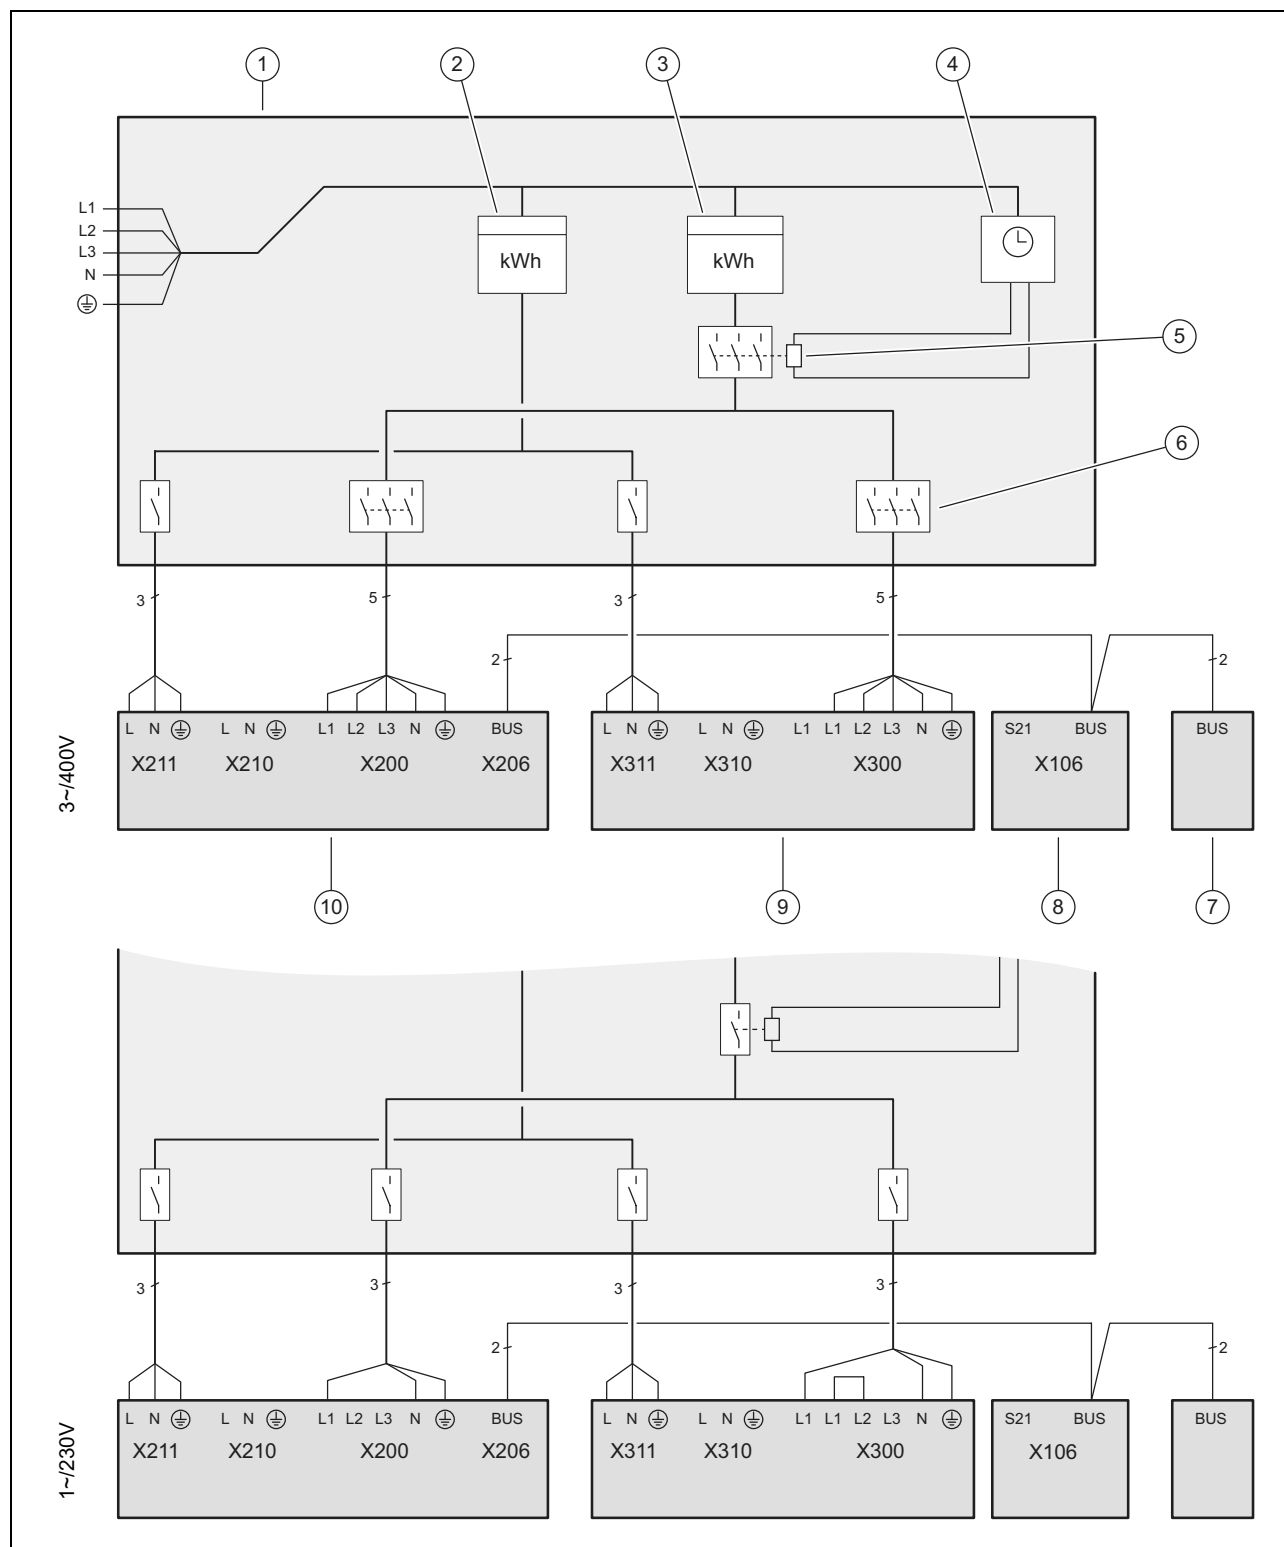 1 2 3 4
L1
L2
L3
N
kWh kWh
5
6
3 5 3 5
2 2
L N L N L1 L2 L3 N BUS L N L N L1 L1 L2 L3 N S21 BUS BUS
X211 X210 X200 X206 X311 X310 X300 X106
3~/400V
10 9 8 7
3 3 3 3
2 2
L N L N L1 L2 L3 N BUS L N L N L1 L1 L2 L3 N S21 BUS BUS
X211 X210 X200 X206 X311 X310 X300 X106
1~/230V